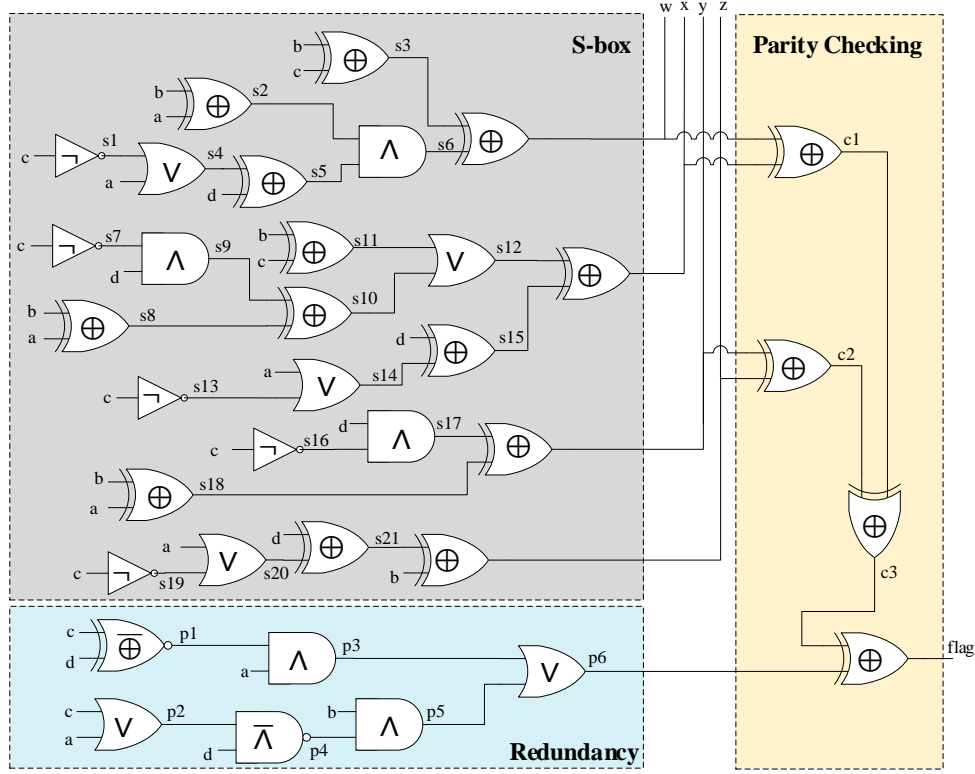 w x y z
S-box
Parity Checking
b
s3
⊕
c
b
s2
⊕
a
c ¬ s1
∨ s4
a
⊕ s5
d
∧ s6
⊕
⊕ c1
c ¬ s7
∧ s9
d
b
⊕ s11
c
∨ s12
⊕
⊕ s10
b
⊕ s8
a
d
⊕ s15
⊕ c2
a
∨ s14
c ¬ s13
d
∧ s17
c ¬ s16
⊕
b
⊕ s18
a
⊕
c3
d
⊕ s21
a
∨ s20
c ¬ s19
⊕
b
c
⊕ p1
d
∧ p3
a
∨ p6
⊕ flag
c
∨ p2
a
∧ p4
d
b
∧ p5
Redundancy